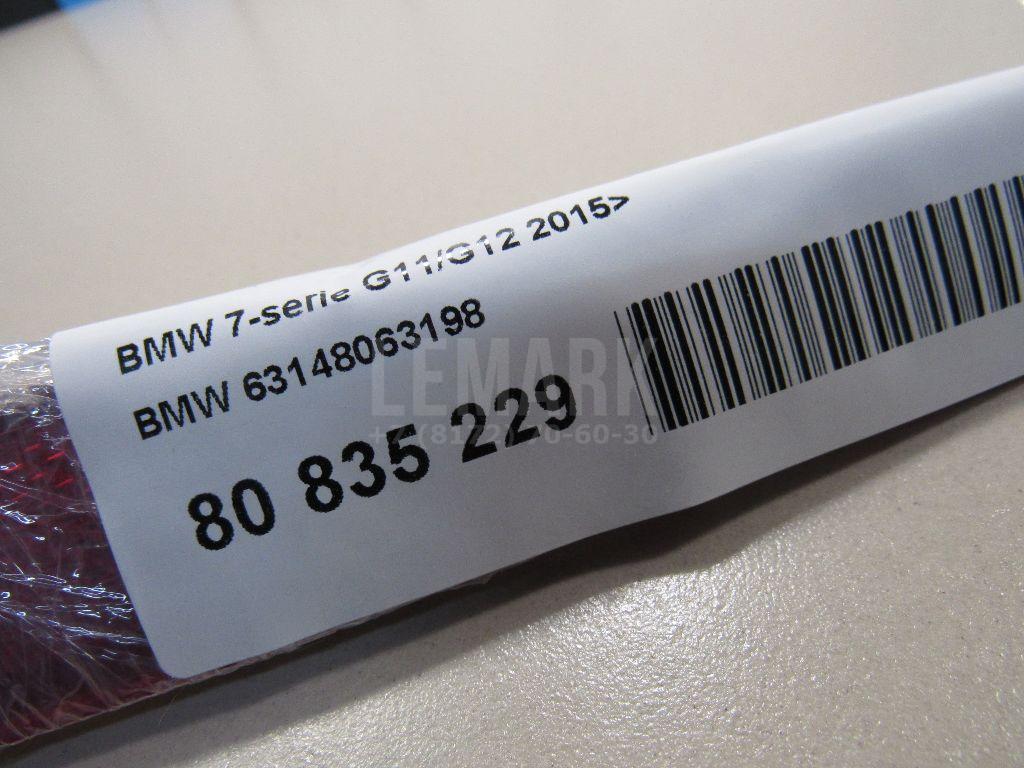 BMW 7-serie G11/G12 2015>
BMW 63148063198
80 835 229
LEMARK